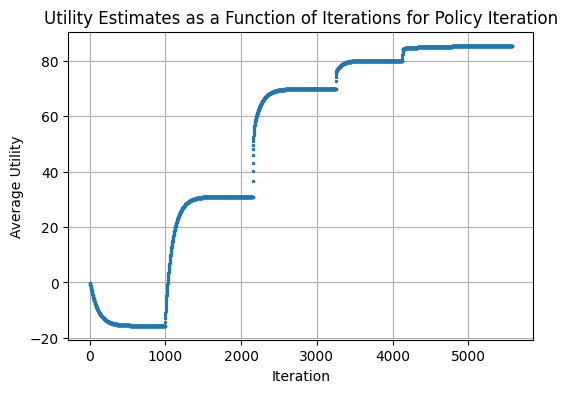 Utility Estimates as a Function of Iterations for Policy Iteration
80
60
40
20
0
−20
Average Utility
0 1000 2000 3000 4000 5000
Iteration